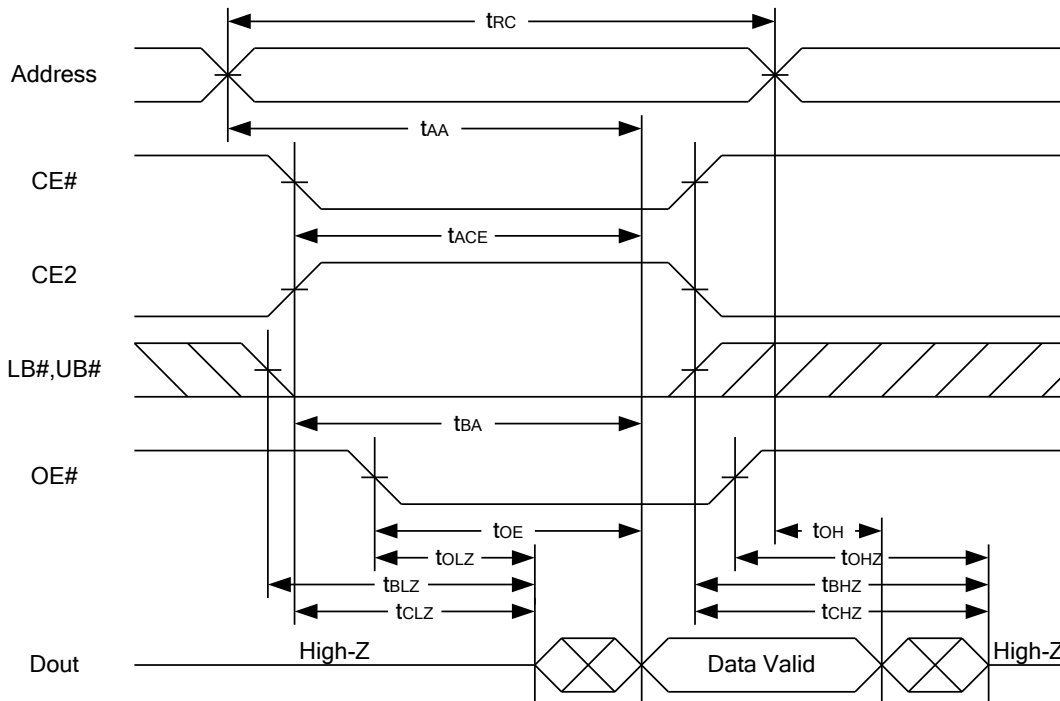 tRC
Address
tAA
CE#
tACE
CE2
LB#,UB#
tBA
OE#
tOE
tOH
tOLZ
tOHZ
tBLZ
tBHZ
tCLZ
tCHZ
High-Z
Dout
Data Valid
High-Z